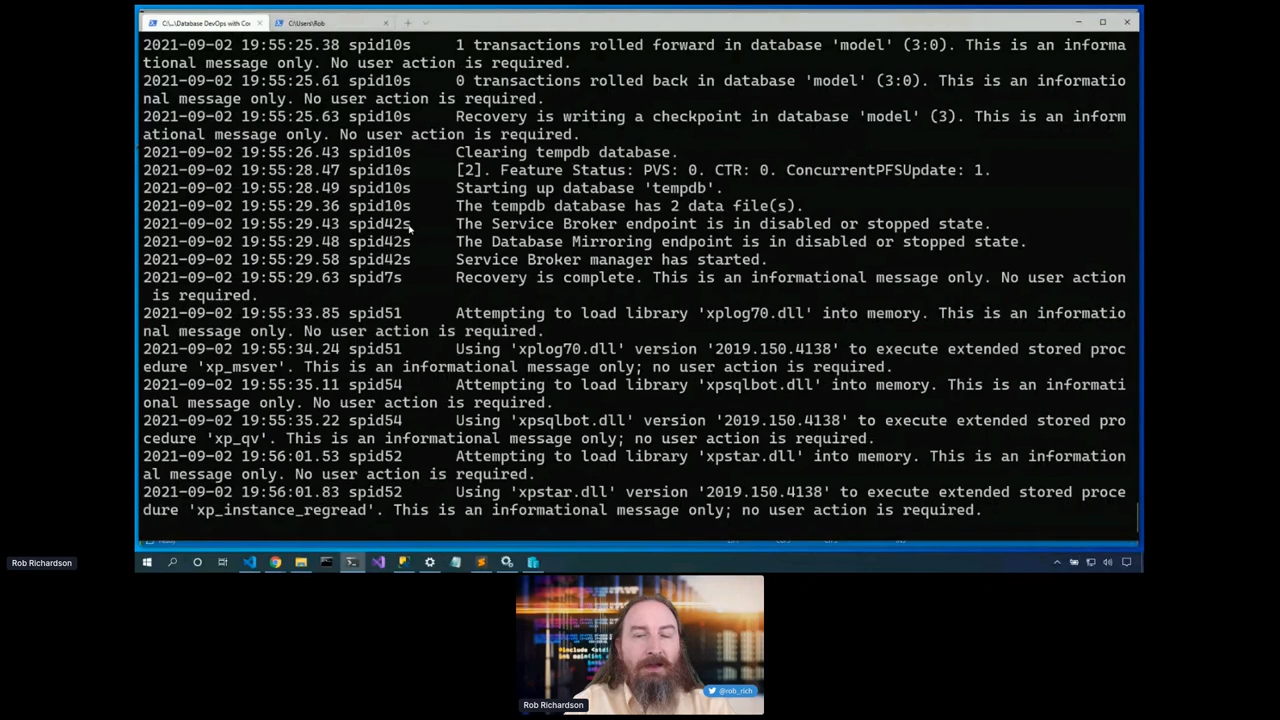 C:\...\Database DevOps with Co
C:\Users\Rob
2021-09-02 19:55:25.38 spid10s     1 transactions rolled forward in database 'model' (3:0). This is an informa
tional message only. No user action is required.
2021-09-02 19:55:25.61 spid10s     0 transactions rolled back in database 'model' (3:0). This is an informatio
nal message only. No user action is required.
2021-09-02 19:55:25.63 spid10s     Recovery is writing a checkpoint in database 'model' (3). This is an inform
ational message only. No user action is required.
2021-09-02 19:55:26.43 spid10s     Clearing tempdb database.
2021-09-02 19:55:28.47 spid10s     [2]. Feature Status: PVS: 0. CTR: 0. ConcurrentPFSUpdate: 1.
2021-09-02 19:55:28.49 spid10s     Starting up database 'tempdb'.
2021-09-02 19:55:29.36 spid10s     The tempdb database has 2 data file(s).
2021-09-02 19:55:29.43 spid42s     The Service Broker endpoint is in disabled or stopped state.
2021-09-02 19:55:29.48 spid42s     The Database Mirroring endpoint is in disabled or stopped state.
2021-09-02 19:55:29.58 spid42s     Service Broker manager has started.
2021-09-02 19:55:29.63 spid7s      Recovery is complete. This is an informational message only. No user action
 is required.
2021-09-02 19:55:33.85 spid51      Attempting to load library 'xplog70.dll' into memory. This is an informatio
nal message only. No user action is required.
2021-09-02 19:55:34.24 spid51      Using 'xplog70.dll' version '2019.150.4138' to execute extended stored proc
edure 'xp_msver'. This is an informational message only; no user action is required.
2021-09-02 19:55:35.11 spid54      Attempting to load library 'xpsqlbot.dll' into memory. This is an informati
onal message only. No user action is required.
2021-09-02 19:55:35.22 spid54      Using 'xpsqlbot.dll' version '2019.150.4138' to execute extended stored pro
cedure 'xp_qv'. This is an informational message only; no user action is required.
2021-09-02 19:56:01.53 spid52      Attempting to load library 'xpstar.dll' into memory. This is an information
al message only. No user action is required.
2021-09-02 19:56:01.83 spid52      Using 'xpstar.dll' version '2019.150.4138' to execute extended stored proce
dure 'xp_instance_regread'. This is an informational message only; no user action is required.
Rob Richardson
@rob_rich
Rob Richardson